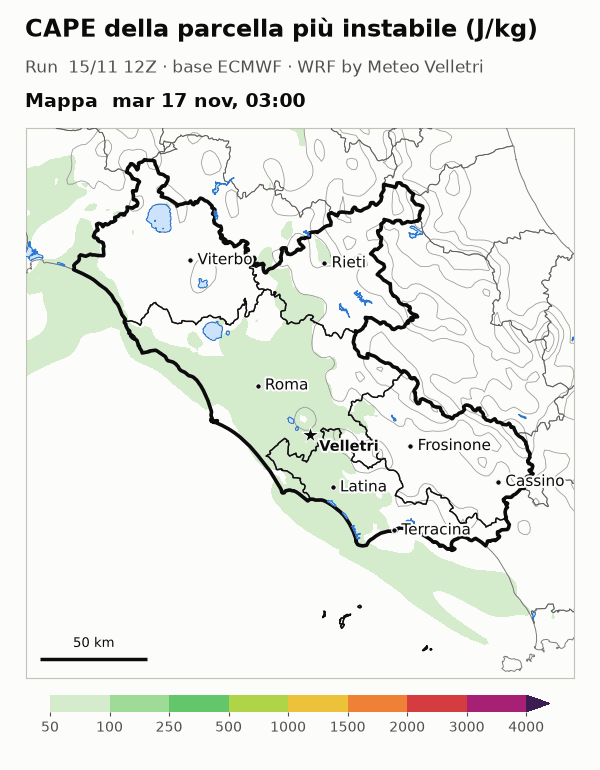 CAPE della parcella più instabile (J/kg)
Run 15/11 12Z · base ECMWF · WRF by Meteo Velletri
Mappa mar 17 nov, 03:00
Viterbo
Rieti
Roma
Velletri
Frosinone
Latina
Cassino
Terracina
50 km
50 100 250 500 1000 1500 2000 3000 4000